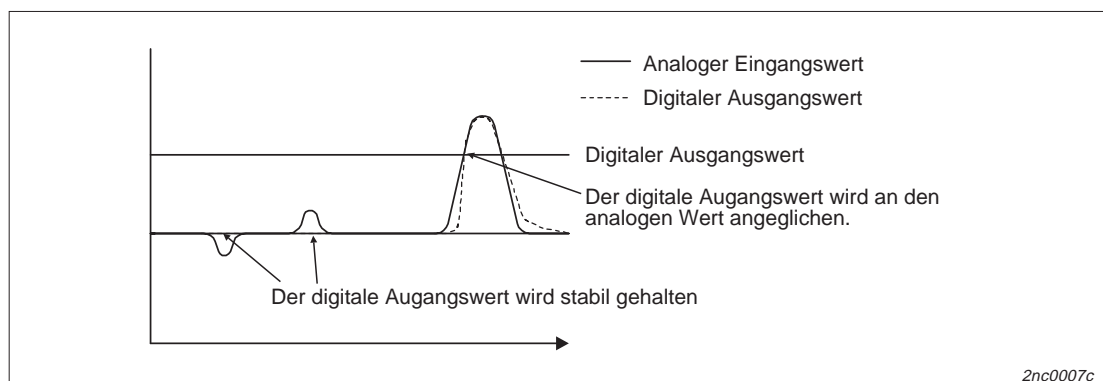 Analoger Eingangswert
Digitaler Ausgangswert
Digitaler Ausgangswert
Der digitale Augangswert wird an den
analogen Wert angeglichen.
Der digitale Augangswert wird stabil gehalten
2nc0007c